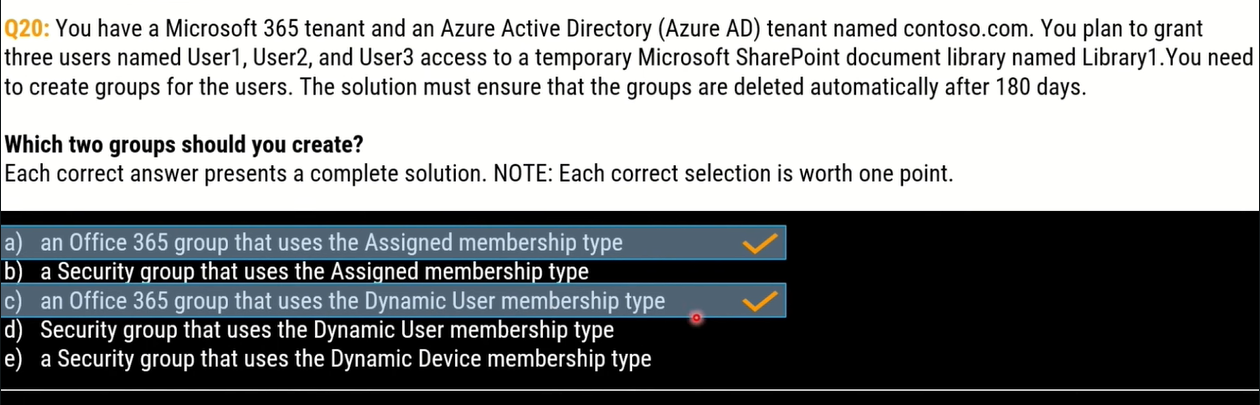 Q20: You have a Microsoft 365 tenant and an Azure Active Directory (Azure AD) tenant named contoso.com. You plan to grant
three users named User1, User2, and User3 access to a temporary Microsoft SharePoint document library named Library1.You need
to create groups for the users. The solution must ensure that the groups are deleted automatically after 180 days.
Which two groups should you create?
Each correct answer presents a complete solution. NOTE: Each correct selection is worth one point.
a) an Office 365 group that uses the Assigned membership type
b) a Security group that uses the Assigned membership type
c) an Office 365 group that uses the Dynamic User membership type
d) Security group that uses the Dynamic User membership type
e) a Security group that uses the Dynamic Device membership type